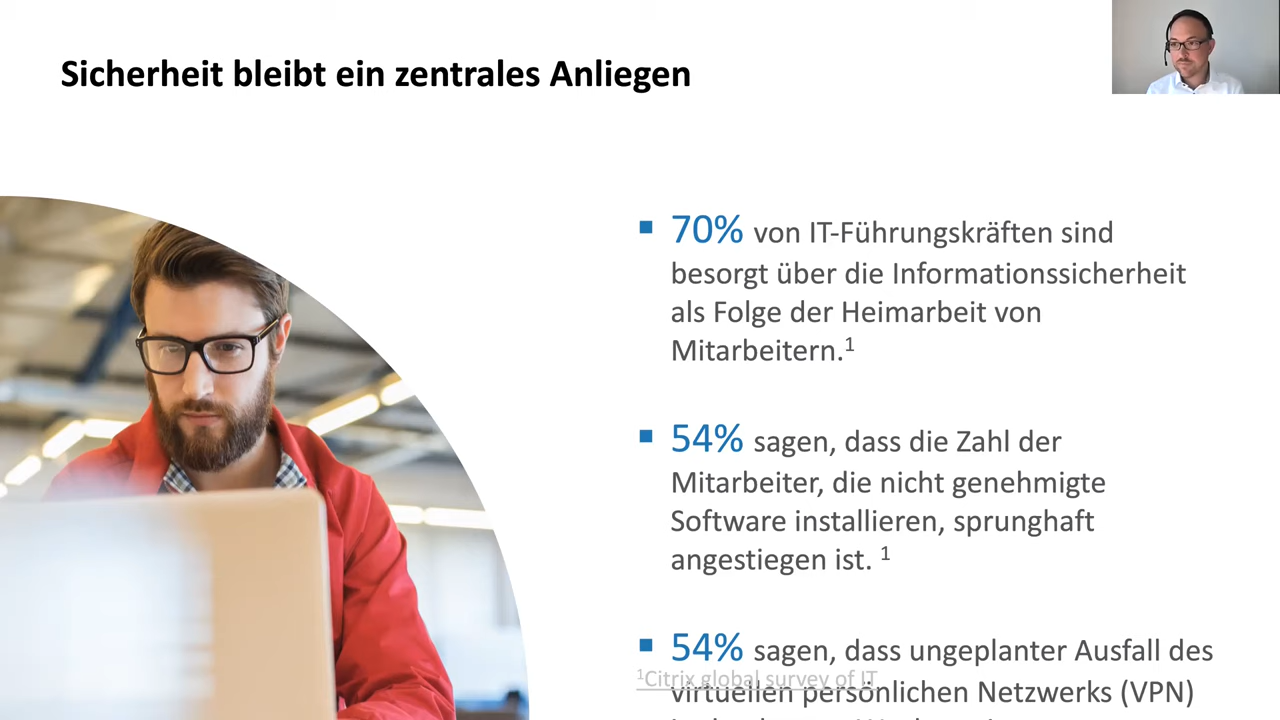 Sicherheit bleibt ein zentrales Anliegen
▪ 70% von IT-Führungskräften sind
besorgt über die Informationssicherheit
als Folge der Heimarbeit von
Mitarbeitern.¹
▪ 54% sagen, dass die Zahl der
Mitarbeiter, die nicht genehmigte
Software installieren, sprunghaft
angestiegen ist. ¹
▪ 54% sagen, dass ungeplanter Ausfall des
¹Citrix global survey of IT
virtuellen persönlichen Netzwerks (VPN)